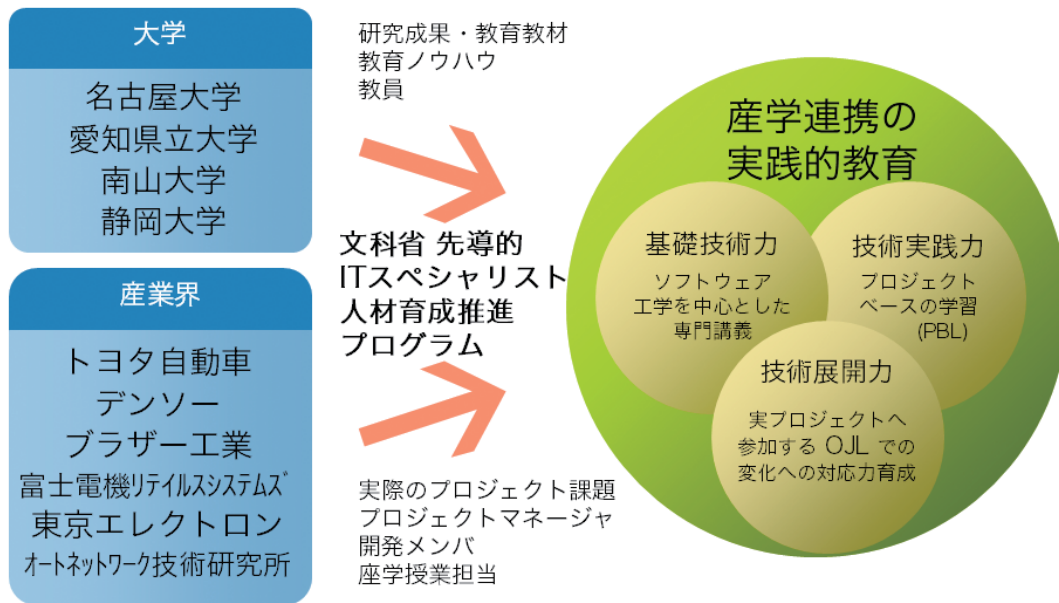 大学
名古屋大学
愛知県立大学
南山大学
静岡大学
産業界
トヨタ自動車
デンソー
ブラザー工業
富士電機ﾘﾃｲﾙｽｼｽﾃﾑｽﾞ
東京エレクトロン
ｵｰﾄﾈｯﾄﾜｰｸ技術研究所
研究成果・教育教材
教育ノウハウ
教員
文科省 先導的
ITスペシャリスト
人材育成推進
プログラム
実際のプロジェクト課題
プロジェクトマネージャ
開発メンバ
座学授業担当
産学連携の
実践的教育
基礎技術力
ソフトウェア
工学を中心とした
専門講義
技術実践力
プロジェクト
ベースの学習
(PBL)
技術展開力
実プロジェクトへ
参加する OJL での
変化への対応力育成